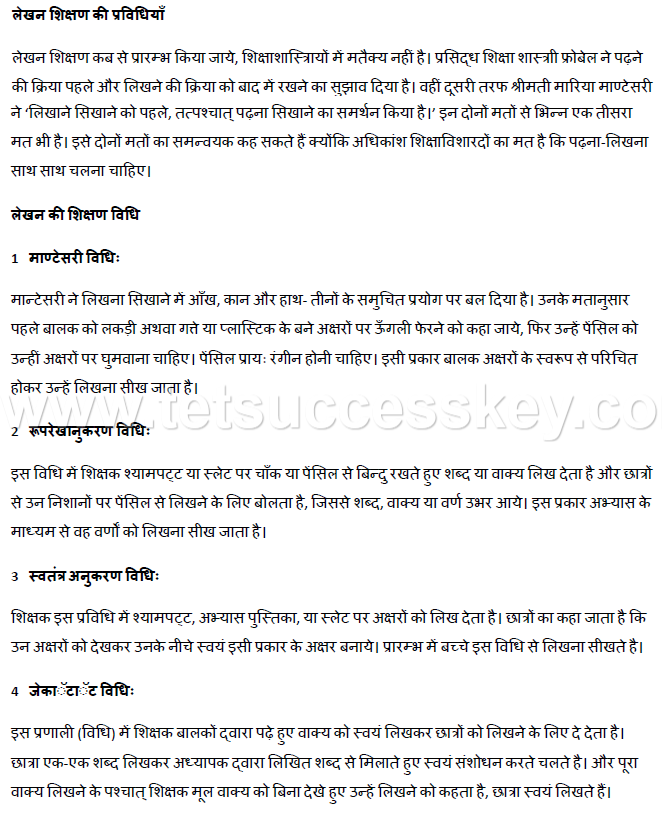 लेखन शिक्षण की प्रविधियाँ
लेखन शिक्षण कब से प्रारम्भ किया जाये, शिक्षाशास्त्रिायों में मतैक्य नहीं है। प्रसिद्ध शिक्षा शास्त्राी फ्रोबेल ने पढ़ने
की क्रिया पहले और लिखने की क्रिया को बाद में रखने का सुझाव दिया है। वहीं दूसरी तरफ श्रीमती मारिया माण्टेसरी
ने ‘लिखाने सिखाने को पहले, तत्पश्चात् पढ़ना सिखाने का समर्थन किया है।’ इन दोनों मतों से भिन्न एक तीसरा
मत भी है। इसे दोनों मतों का समन्वयक कह सकते हैं क्योंकि अधिकांश शिक्षाविशारदों का मत है कि पढ़ना-लिखना
साथ साथ चलना चाहिए।
लेखन की शिक्षण विधि
1 माण्टेसरी विधिः
मान्टेसरी ने लिखना सिखाने में आँख, कान और हाथ- तीनों के समुचित प्रयोग पर बल दिया है। उनके मतानुसार
पहले बालक को लकड़ी अथवा गत्ते या प्लास्टिक के बने अक्षरों पर ऊँगली फेरने को कहा जाये, फिर उन्हें पेंसिल को
उन्हीं अक्षरों पर घुमवाना चाहिए। पेंसिल प्रायः रंगीन होनी चाहिए। इसी प्रकार बालक अक्षरों के स्वरूप से परिचित
होकर उन्हें लिखना सीख जाता है।
www.tetsuccesskey.co
2 रूपरेखानुकरण विधिः
इस विधि में शिक्षक श्यामपट्ट या स्लेट पर चाँक या पेंसिल से बिन्दु रखते हुए शब्द या वाक्य लिख देता है और छात्रों
से उन निशानों पर पेंसिल से लिखने के लिए बोलता है, जिससे शब्द, वाक्य या वर्ण उभर आये। इस प्रकार अभ्यास के
माध्यम से वह वर्णों को लिखना सीख जाता है।
3 स्वतंत्र अनुकरण विधिः
शिक्षक इस प्रविधि में श्यामपट्ट, अभ्यास पुस्तिका, या स्लेट पर अक्षरों को लिख देता है। छात्रों का कहा जाता है कि
उन अक्षरों को देखकर उनके नीचे स्वयं इसी प्रकार के अक्षर बनाये। प्रारम्भ में बच्चे इस विधि से लिखना सीखते है।
4 जेकाॅटाॅट विधिः
इस प्रणाली (विधि) में शिक्षक बालकों द्वारा पढ़े हुए वाक्य को स्वयं लिखकर छात्रों को लिखने के लिए दे देता है।
छात्रा एक-एक शब्द लिखकर अध्यापक द्वारा लिखित शब्द से मिलाते हुए स्वयं संशोधन करते चलते है। और पूरा
वाक्य लिखने के पश्चात् शिक्षक मूल वाक्य को बिना देखे हुए उन्हें लिखने को कहता है, छात्रा स्वयं लिखते हैं।